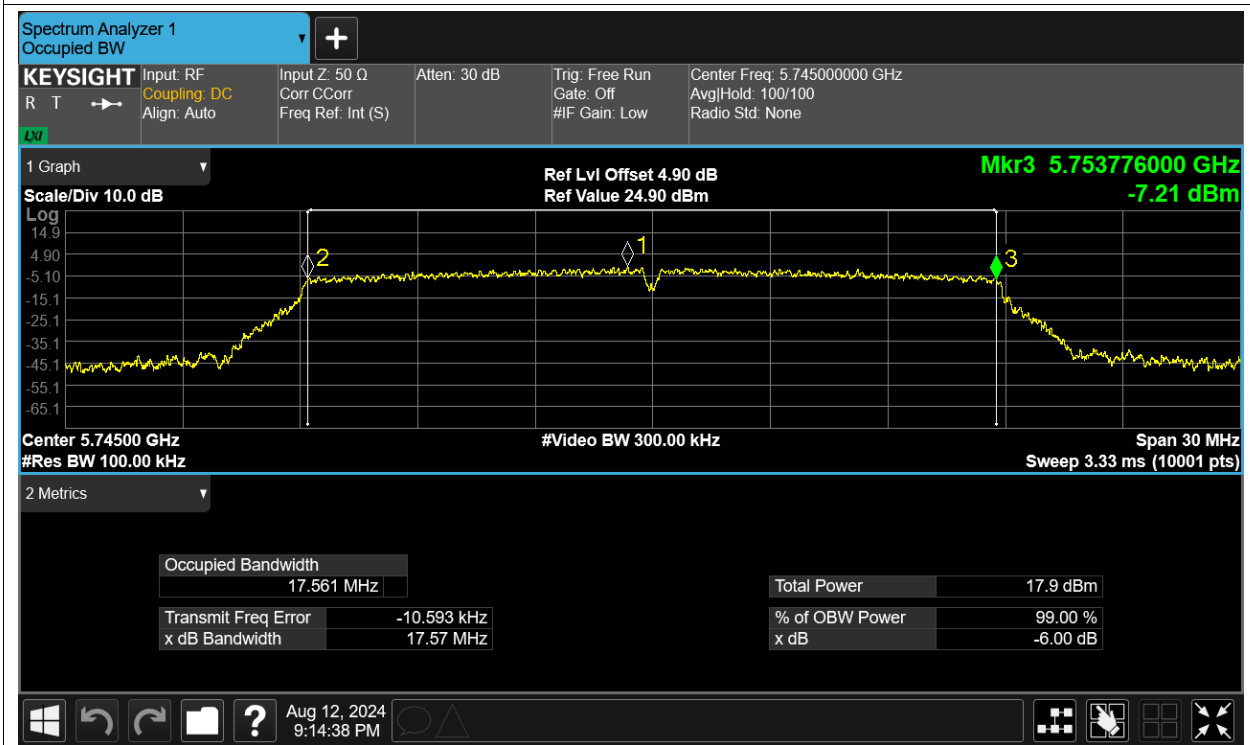 Spectrum Analyzer 1
Occupied BW
KEYSIGHT
R T
LXI
Input: RF
Coupling: DC
Align: Auto
Input Z: 50 Ω
Corr CCorr
Freq Ref: Int (S)
Atten: 30 dB
Trig: Free Run
Gate: Off
#IF Gain: Low
Center Freq: 5.745000000 GHz
Avg|Hold: 100/100
Radio Std: None
1 Graph
Scale/Div 10.0 dB
Ref Lvl Offset 4.90 dB
Ref Value 24.90 dBm
Mkr3 5.753776000 GHz
-7.21 dBm
Log
14.9
4.90
-5.10
-15.1
-25.1
-35.1
-45.1
-55.1
-65.1
2
1
3
Center 5.74500 GHz
#Res BW 100.00 kHz
#Video BW 300.00 kHz
Span 30 MHz
Sweep 3.33 ms (10001 pts)
2 Metrics
Occupied Bandwidth
17.561 MHz
Transmit Freq Error -10.593 kHz
x dB Bandwidth 17.57 MHz
Total Power 17.9 dBm
% of OBW Power 99.00 %
x dB -6.00 dB
?
Aug 12, 2024
9:14:38 PM